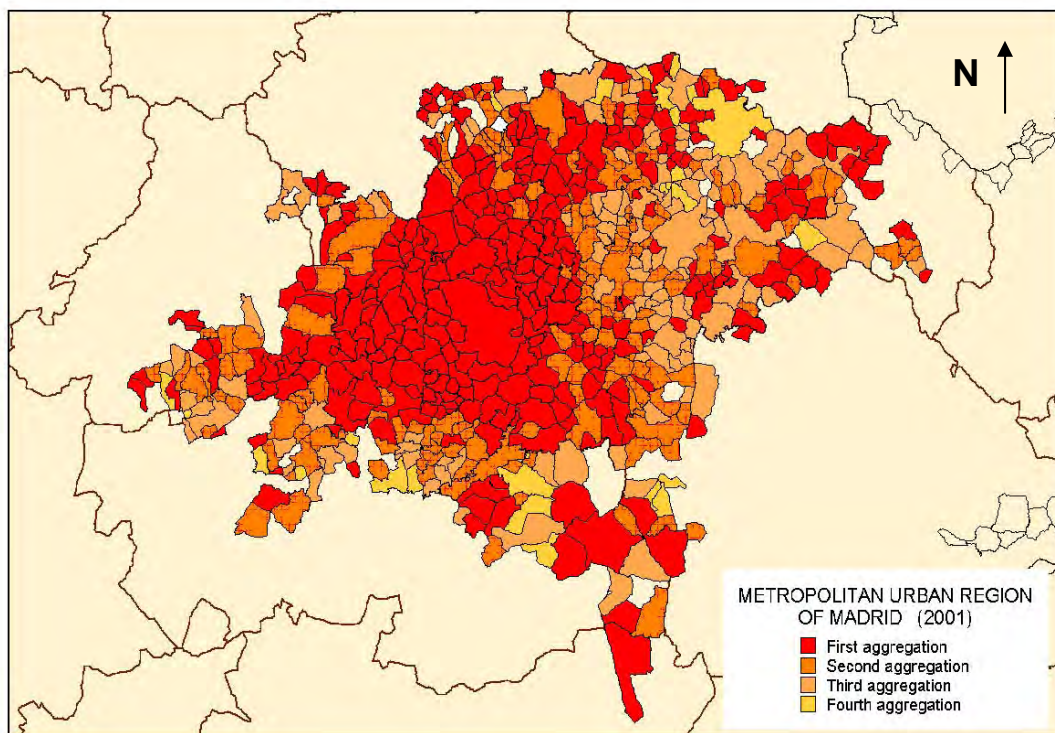 N
METROPOLITAN URBAN REGION
OF MADRID (2001)
First aggregation
Second aggregation
Third aggregation
Fourth aggregation